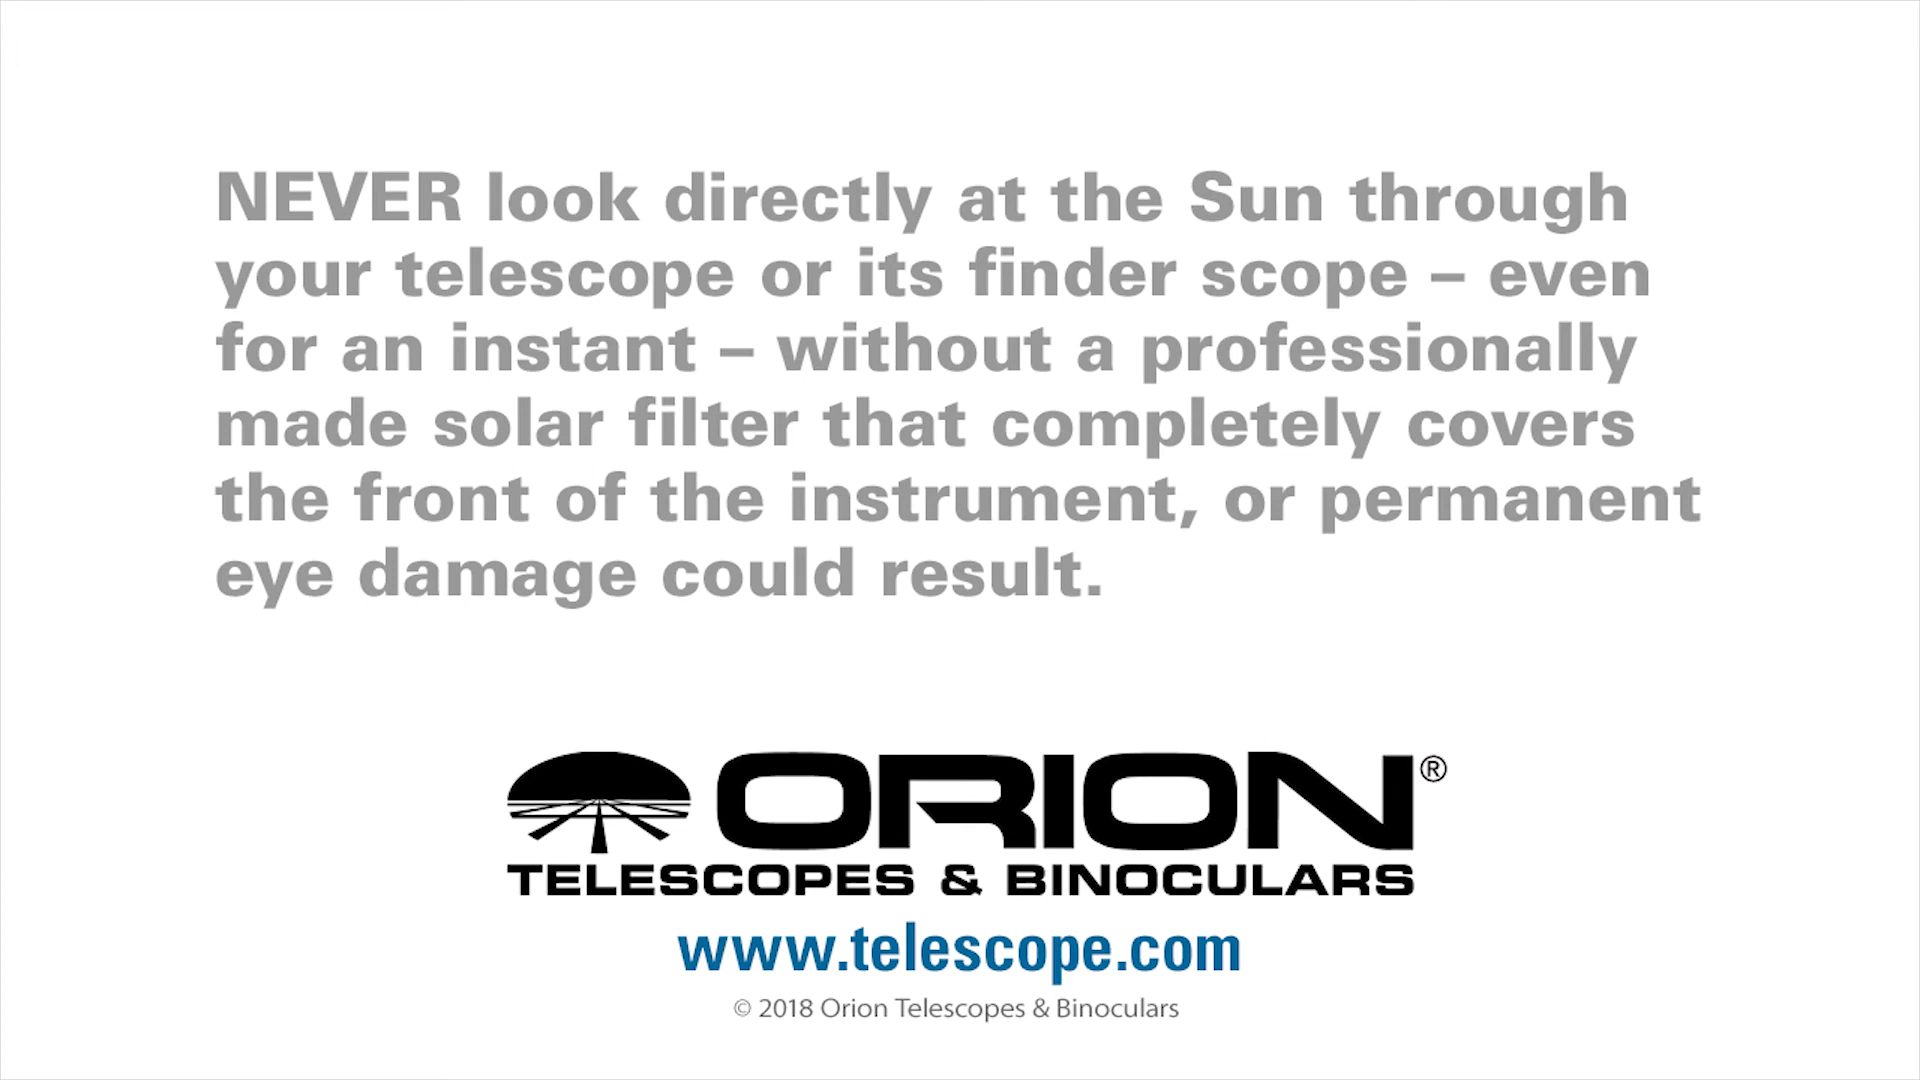 NEVER look directly at the Sun through
your telescope or its finder scope – even
for an instant – without a professionally
made solar filter that completely covers
the front of the instrument, or permanent
eye damage could result.
ORION®
TELESCOPES & BINOCULARS
www.telescope.com
© 2018 Orion Telescopes & Binoculars